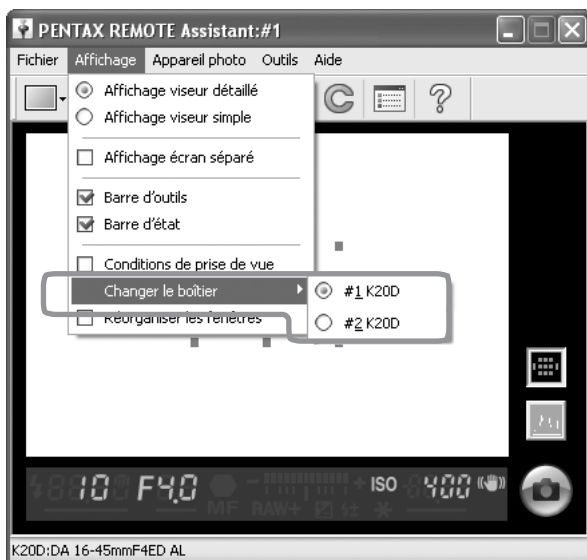 PENTAX REMOTE Assistant:#1
Fichier Affichage Appareil photo Outils Aide
Affichage viseur détaillé
Affichage viseur simple
Affichage écran séparé
Barre d'outils
Barre d'état
Conditions de prise de vue
Changer le boîtier
#1 K20D
#2 K20D
Réorganiser les fenêtres
10 F4.0 ISO 400
MF RAW+
K20D:DA 16-45mmF4ED AL